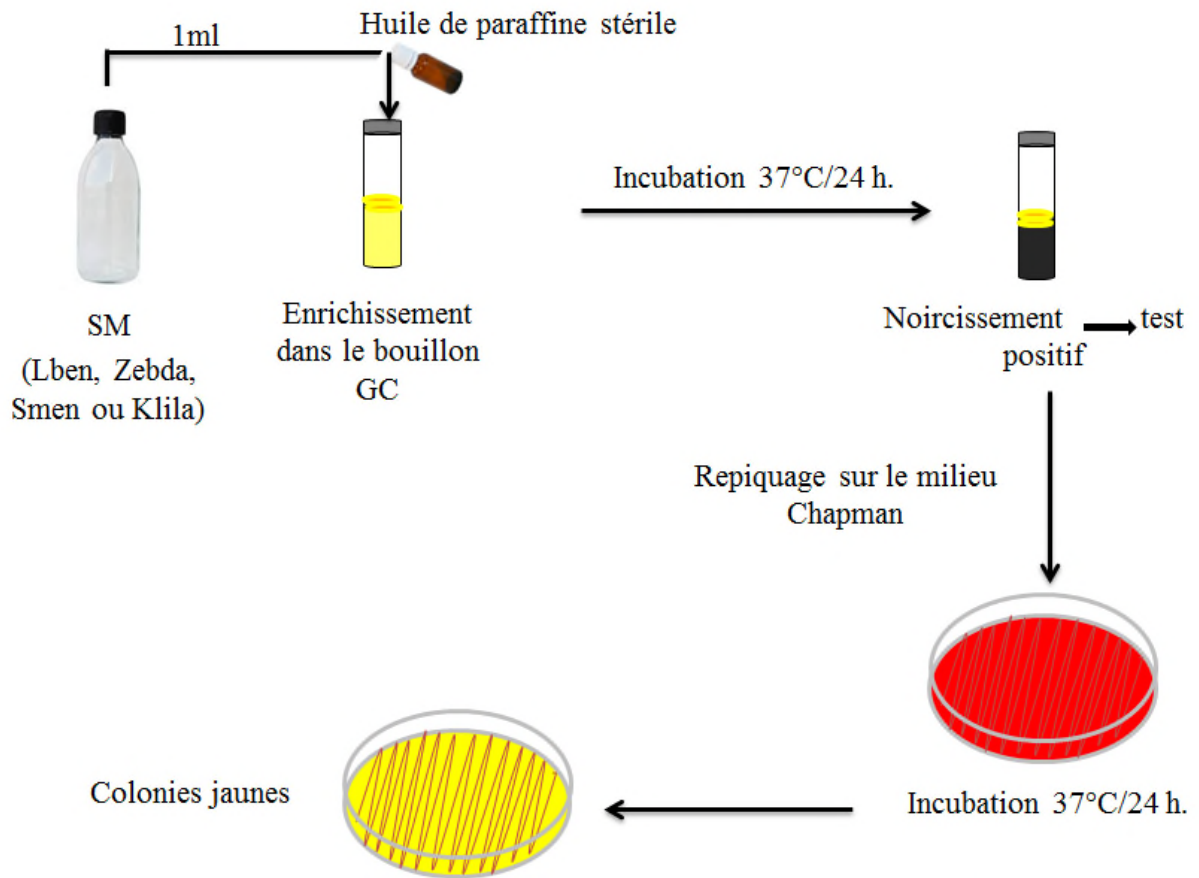 Huile de paraffine stérile
1ml
Incubation 37°C/24 h.
SM
(Lben, Zebda,
Smen ou Klila)
Enrichissement
dans le bouillon
GC
Noircissement test
positif
Repiquage sur le milieu
Chapman
Colonies jaunes
Incubation 37°C/24 h.